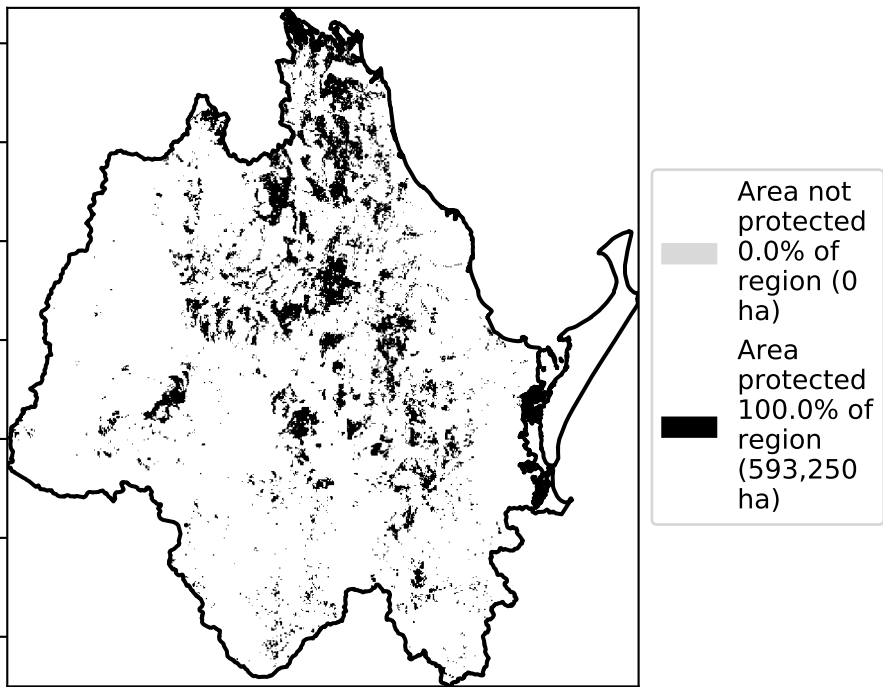 Area not
protected
0.0% of
region (0
ha)
Area
protected
100.0% of
region
(593,250
ha)